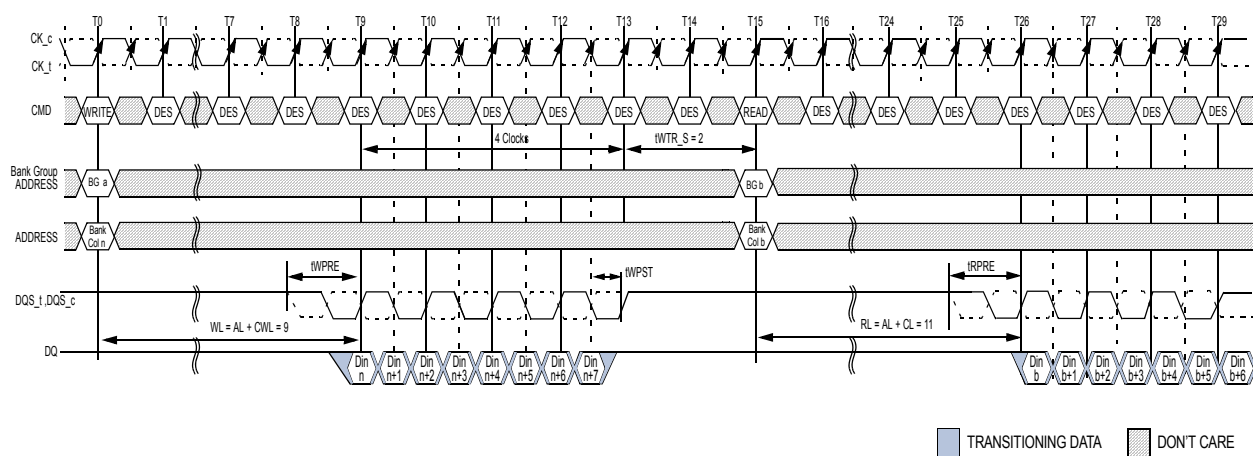 T0 T1 T7 T8 T9 T10 T11 T12 T13 T14 T15 T16 T24 T25 T26 T27 T28 T29
CK_c
CK_t
CMD WRITE DES DES DES DES DES DES DES DES DES READ DES DES DES DES DES DES DES
4 Clocks tWTR_S = 2
Bank Group
ADDRESS BG a BG b
ADDRESS Bank
Col n Bank
Col b
tWPRE tWPST tRPRE
DQS_t ,DQS_c
WL = AL + CWL = 9 RL = AL + CL = 11
DQ Din
n Din
n+1 Din
n+2 Din
n+3 Din
n+4 Din
n+5 Din
n+6 Din
n+7 Din
b Din
b+1 Din
b+2 Din
b+3 Din
b+4 Din
b+5 Din
b+6
TRANSITIONING DATA DON'T CARE